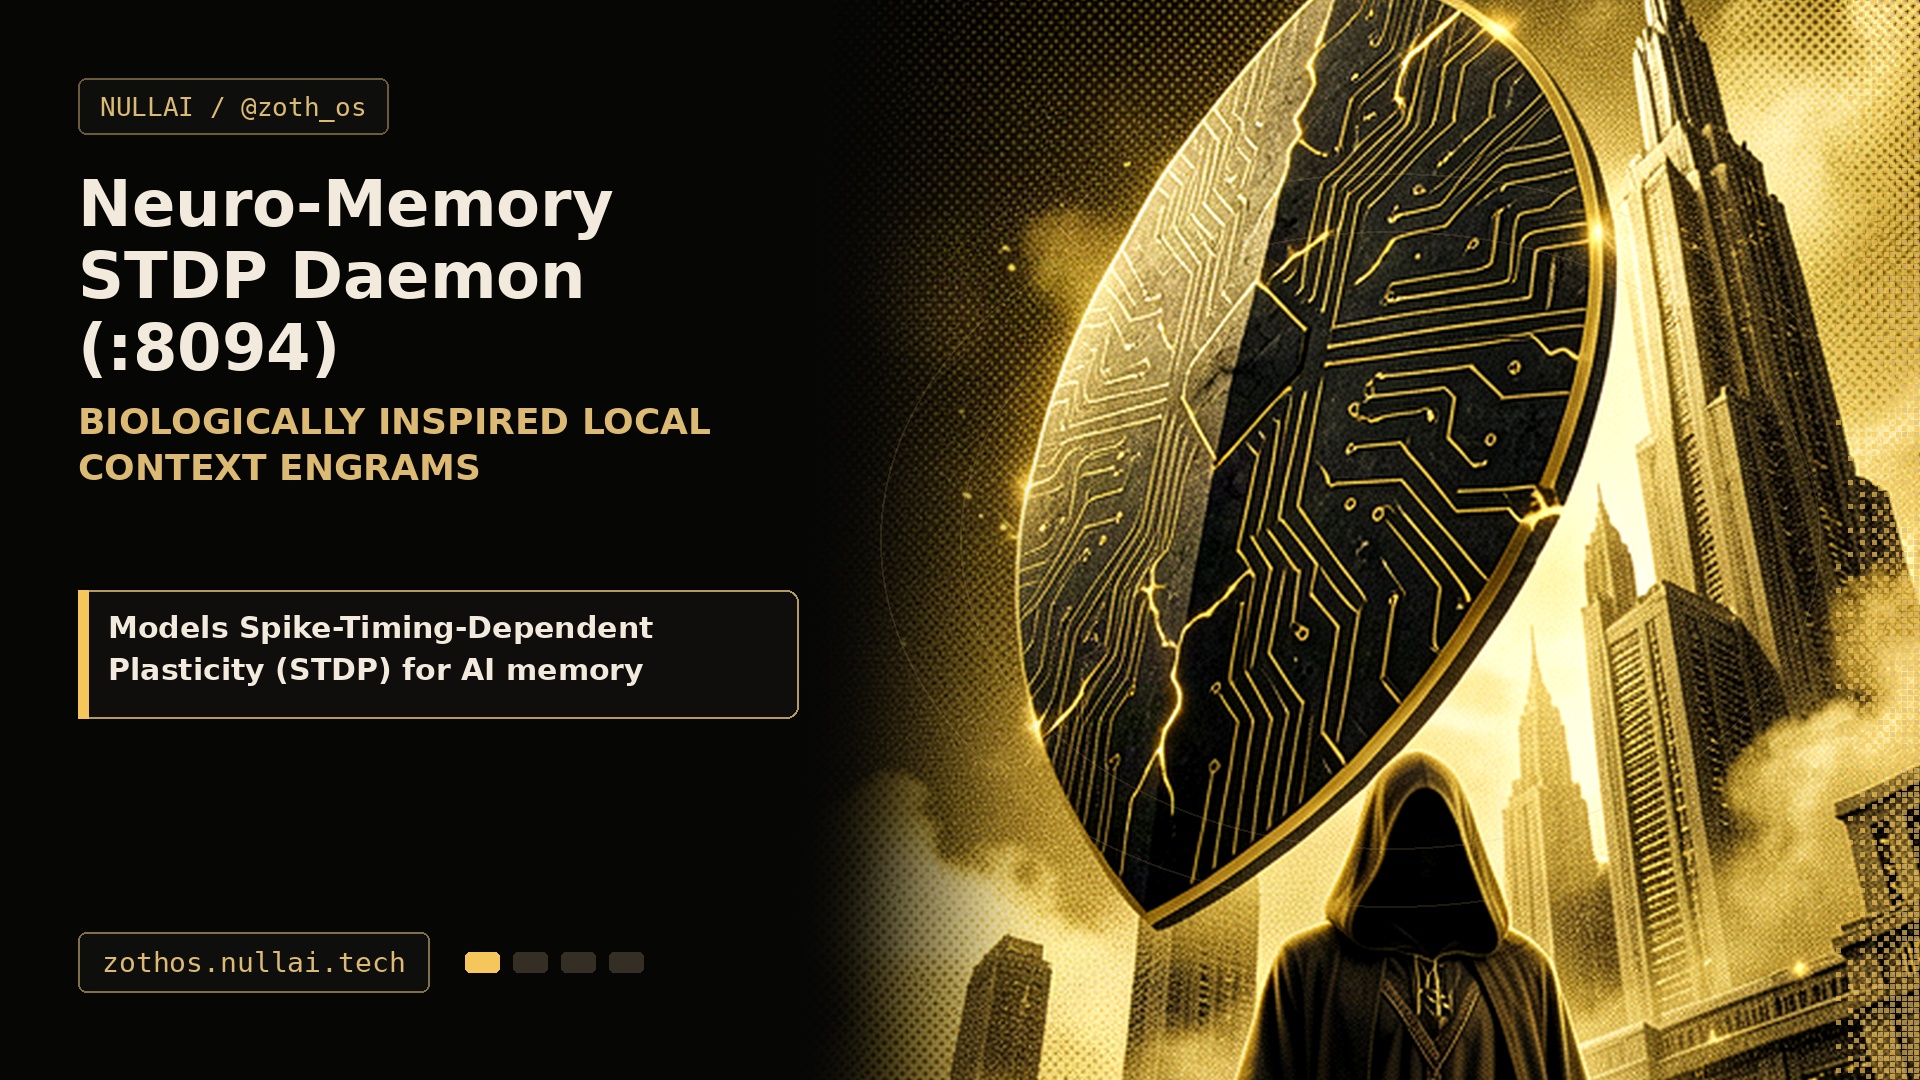 NULLAI / @zoth_os
Neuro-Memory
STDP Daemon
(:8094)
BIOLOGICALLY INSPIRED LOCAL
CONTEXT ENGRAMS
Models Spike-Timing-Dependent
Plasticity (STDP) for AI memory
zothos.nullai.tech